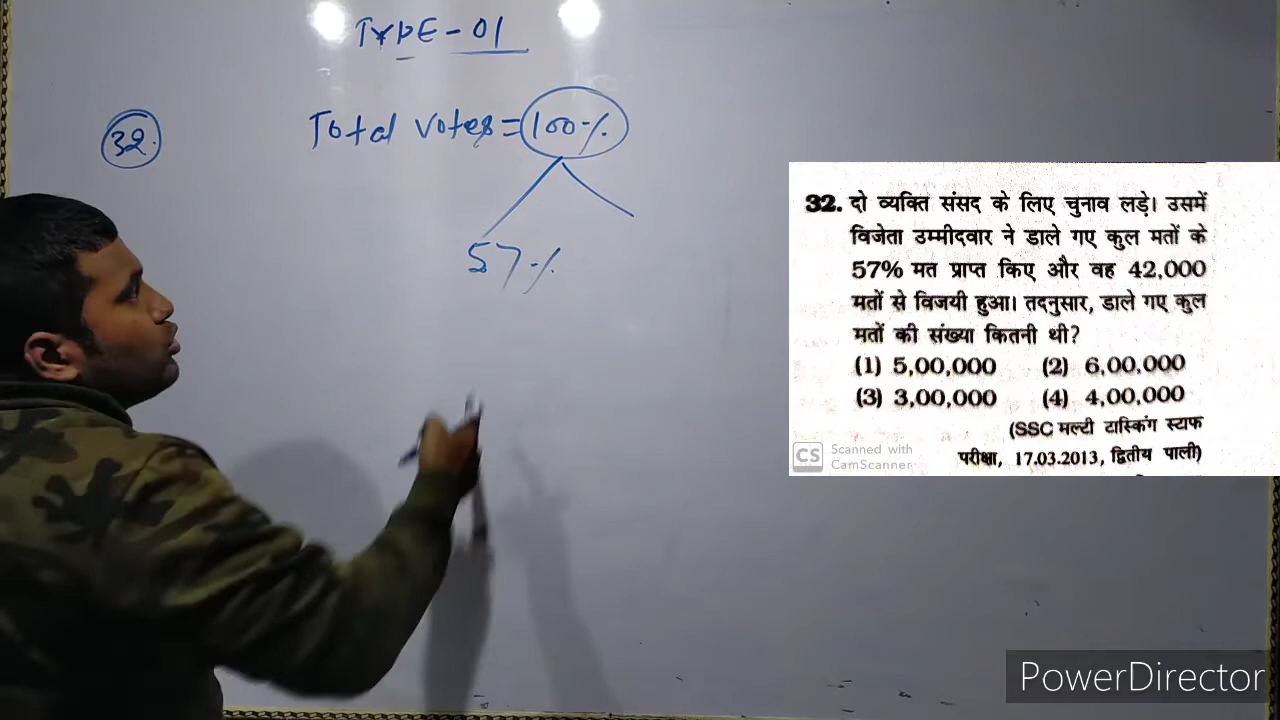 TYPE - 01
32.
Total Votes = 100%
57%
32. दो व्यक्ति संसद के लिए चुनाव लड़े। उसमें
विजेता उम्मीदवार ने डाले गए कुल मतों के
57% मत प्राप्त किए और वह 42,000
मतों से विजयी हुआ। तदनुसार, डाले गए कुल
मतों की संख्या कितनी थी?
(1) 5,00,000 (2) 6,00,000
(3) 3,00,000 (4) 4,00,000
(SSC मल्टी टास्किंग स्टाफ
परीक्षा, 17.03.2013, द्वितीय पाली)
CS Scanned with
CamScanner
PowerDirector